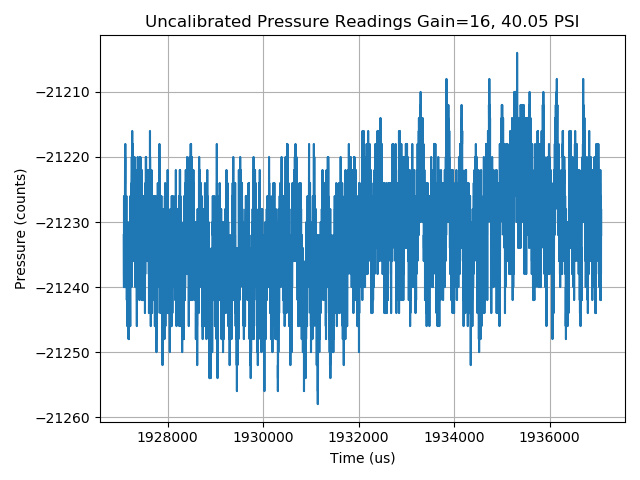 Uncalibrated Pressure Readings Gain=16, 40.05 PSI
−21210
−21220
−21230
−21240
−21250
−21260
Pressure (counts)
1928000 1930000 1932000 1934000 1936000
Time (us)